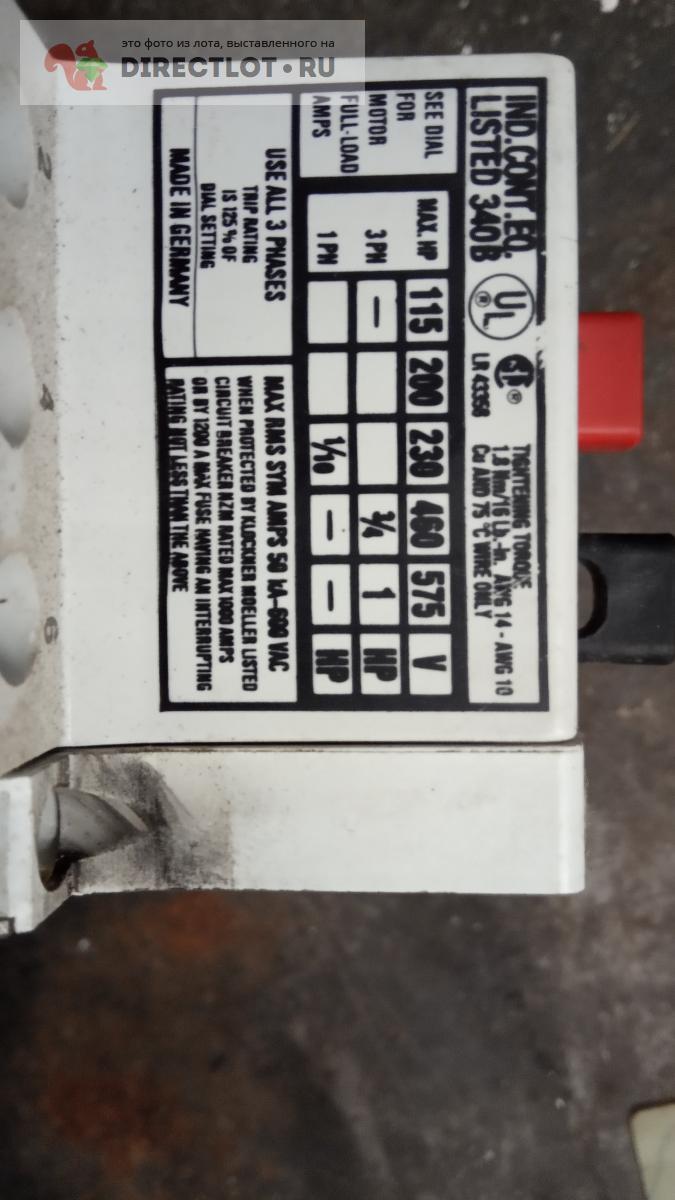 это фото из лота, выставленного на
DIRECTLOT.RU
IND.CONT.EQ.
LISTED 340B
UL
®
®
LR 43358
TIGHTENING TORQUE
1.8 Nm/16 Lb.-in. AWG 14 - AWG 10
Cu AND 75 °C WIRE ONLY
SEE DIAL
FOR
MOTOR
FULL-LOAD
AMPS
MAX. HP 115 200 230 460 575 V
3 PH – 3/4 1 HP
1 PH 1/10 – – HP
USE ALL 3 PHASES
TRIP RATING
IS 125 % OF
DIAL SETTING
MADE IN GERMANY
MAX RMS SYM AMPS 50 kA-600 VAC
WHEN PROTECTED BY KLOCKNER MOELLER LISTED
CIRCUIT BREAKER NZM RATED MAX 1000 AMPS
OR BY 1200 A MAX FUSE HAVING AN INTERRUPTING
RATING NOT LESS THAN THE ABOVE
2
4
6